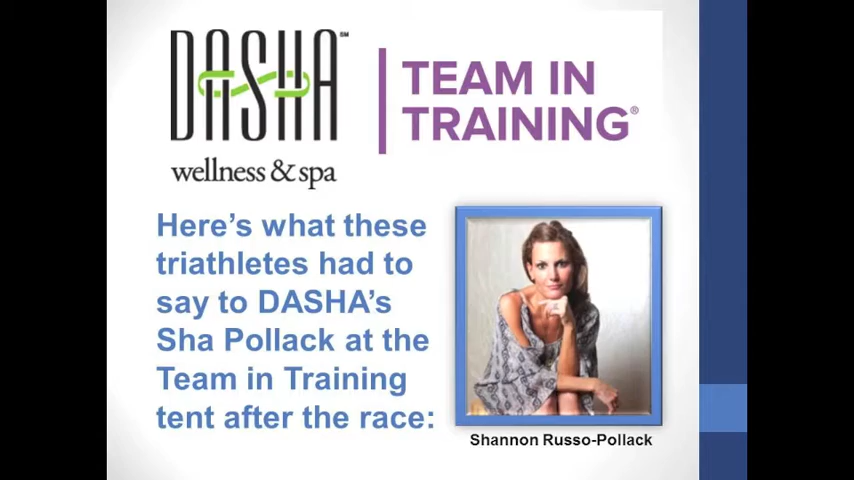 DASHA℠
wellness & spa
TEAM IN
TRAINING®
Here's what these
triathletes had to
say to DASHA's
Sha Pollack at the
Team in Training
tent after the race:
Shannon Russo-Pollack